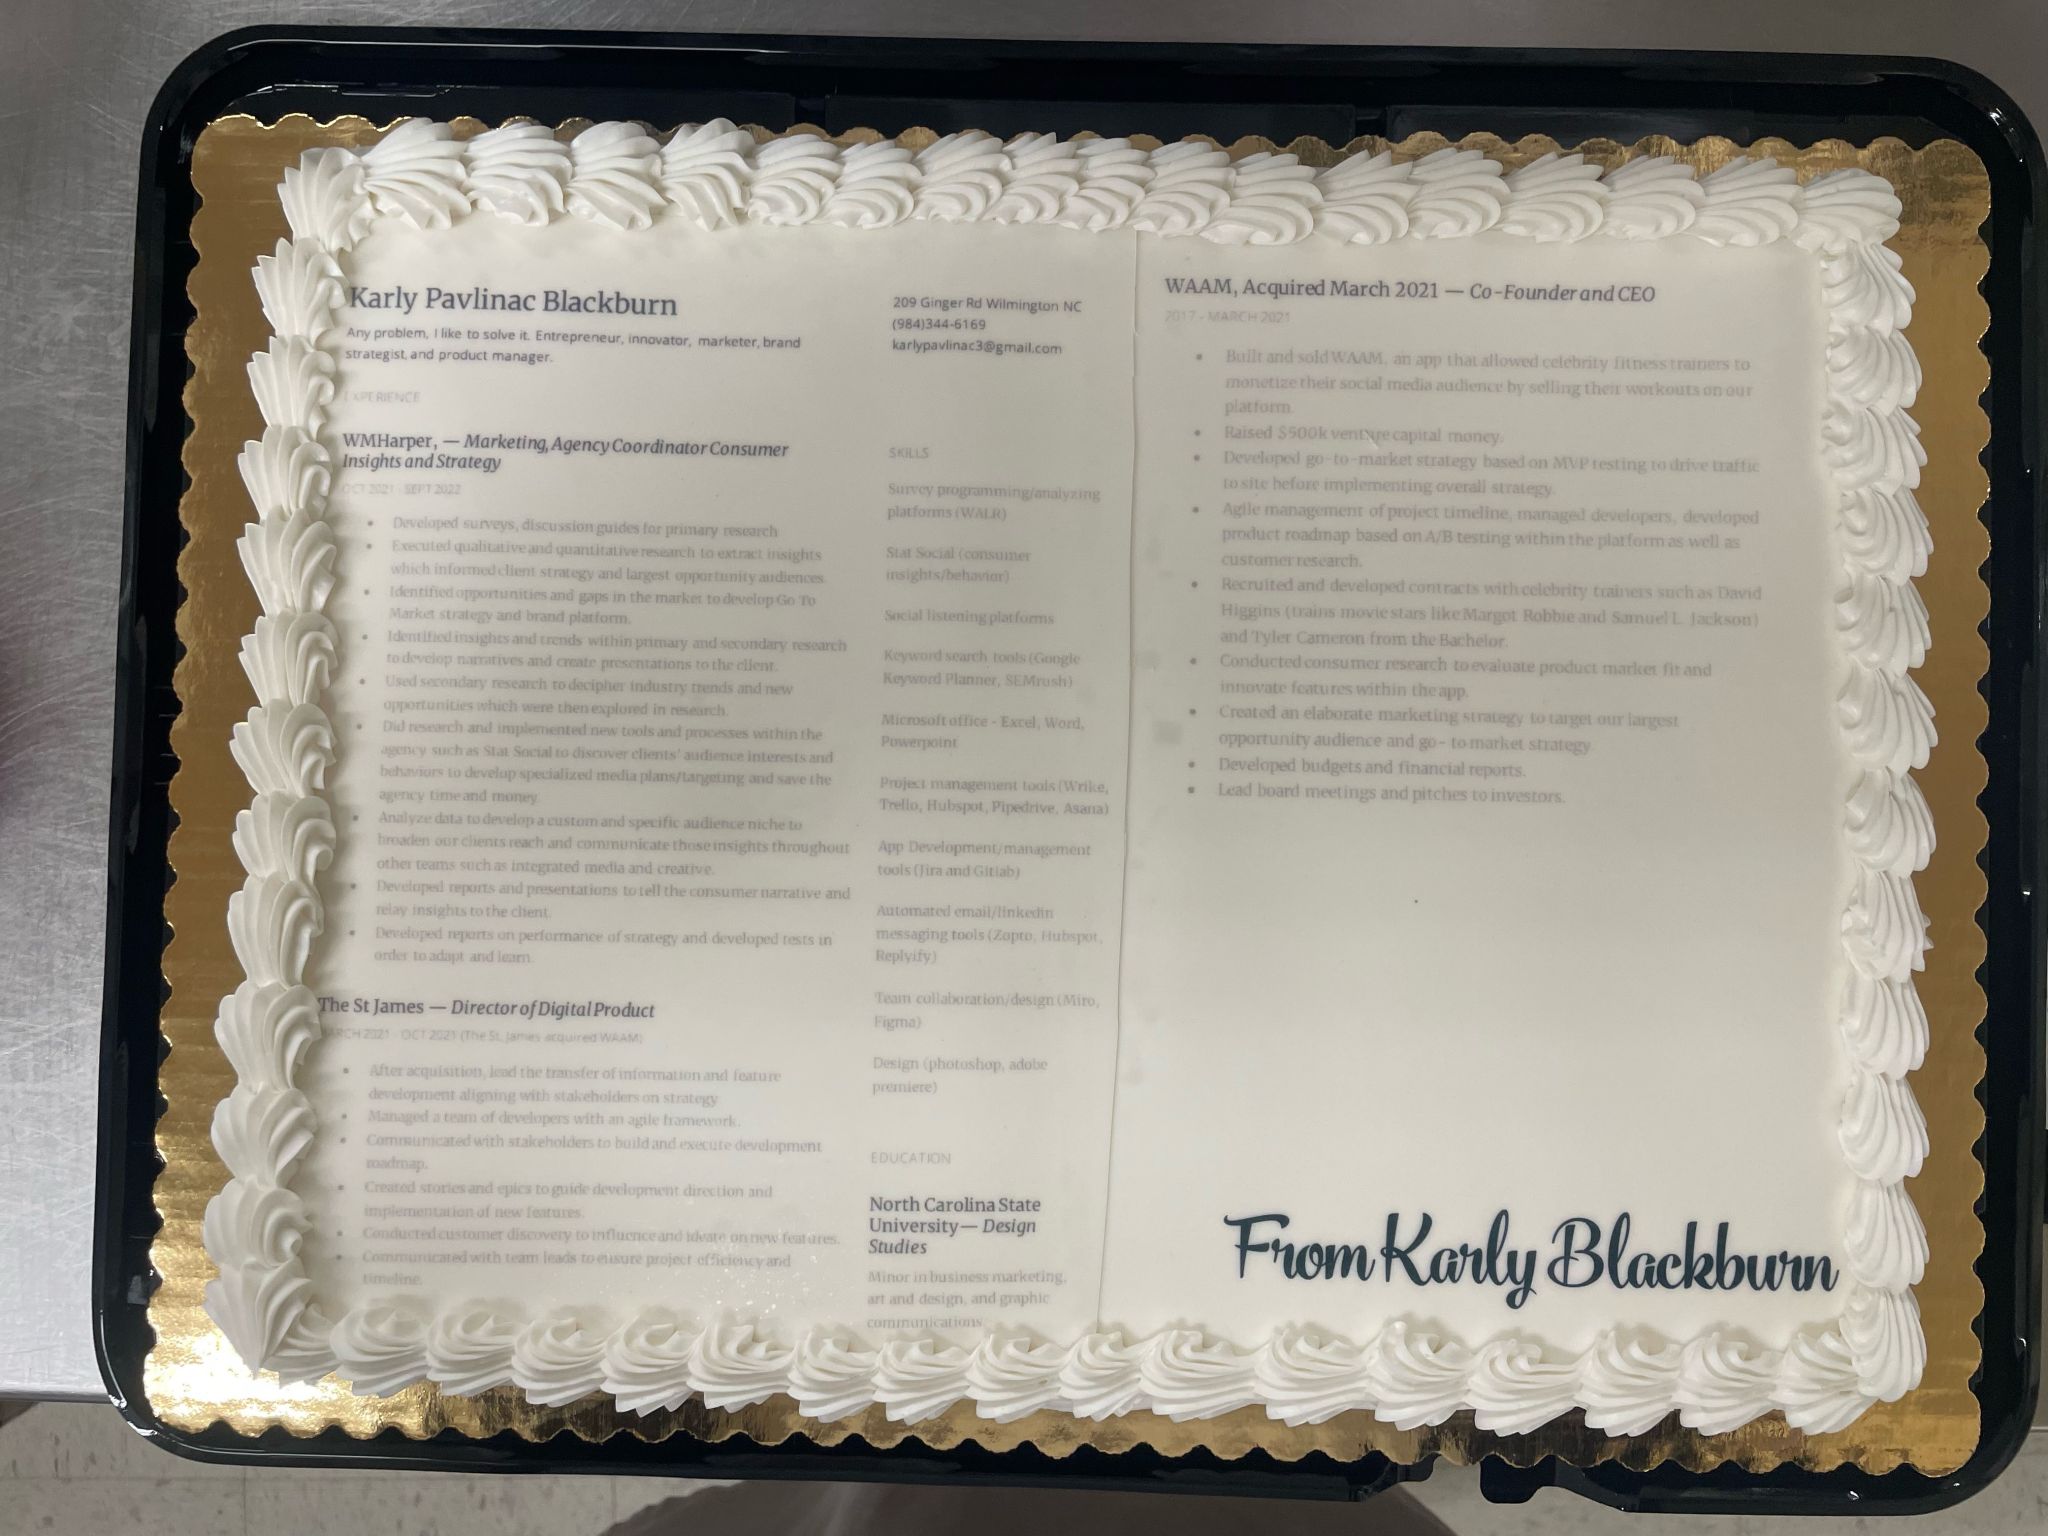 Karly Pavlinac Blackburn
Any problem, I like to solve it. Entrepreneur, innovator, marketer, brand
strategist, and product manager.
209 Ginger Rd Wilmington NC
(984)344-6169
karlypavlinac3@gmail.com
EXPERIENCE
WMHarper, — Marketing, Agency Coordinator Consumer
Insights and Strategy
OCT 2021 - SEPT 2022
• Developed surveys, discussion guides for primary research
• Executed qualitative and quantitative research to extract insights
which informed client strategy and largest opportunity audiences.
• Identified opportunities and gaps in the market to develop Go To
Market strategy and brand platform.
• Identified insights and trends within primary and secondary research
to develop narratives and create presentations to the client.
• Used secondary research to decipher industry trends and new
opportunities which were then explored in research.
• Did research and implemented new tools and processes within the
agency such as Stat Social to discover clients' audience interests and
behaviors to develop specialized media plans/targeting and save the
agency time and money.
• Analyze data to develop a custom and specific audience niche to
broaden our clients reach and communicate those insights throughout
other teams such as integrated media and creative.
• Developed reports and presentations to tell the consumer narrative and
relay insights to the client.
• Developed reports on performance of strategy and developed tests in
order to adapt and learn.
The St James — Director of Digital Product
MARCH 2021 - OCT 2021 (The St. James acquired WAAM)
• After acquisition, lead the transfer of information and feature
development aligning with stakeholders on strategy
• Managed a team of developers with an agile framework.
• Communicated with stakeholders to build and execute development
roadmap.
• Created stories and epics to guide development direction and
implementation of new features.
• Conducted customer discovery to influence and ideate on new features.
• Communicated with team leads to ensure project efficiency and
timeline.
SKILLS
Survey programming/analyzing
platforms (WALR)
Stat Social (consumer
insights/behavior)
Social listening platforms
Keyword search tools (Google
Keyword Planner, SEMrush)
Microsoft office - Excel, Word,
Powerpoint
Project management tools (Wrike,
Trello, Hubspot, Pipedrive, Asana)
App Development/management
tools (Jira and Gitlab)
Automated email/linkedin
messaging tools (Zopto, Hubspot,
Replyify)
Team collaboration/design (Miro,
Figma)
Design (photoshop, adobe
premiere)
EDUCATION
North Carolina State
University — Design
Studies
Minor in business marketing,
art and design, and graphic
communications.
WAAM, Acquired March 2021 — Co-Founder and CEO
2017 - MARCH 2021
• Built and sold WAAM, an app that allowed celebrity fitness trainers to
monetize their social media audience by selling their workouts on our
platform.
• Raised $500k venture capital money.
• Developed go-to-market strategy based on MVP testing to drive traffic
to site before implementing overall strategy.
• Agile management of project timeline, managed developers, developed
product roadmap based on A/B testing within the platform as well as
customer research.
• Recruited and developed contracts with celebrity trainers such as David
Higgins (trains movie stars like Margot Robbie and Samuel L. Jackson)
and Tyler Cameron from the Bachelor.
• Conducted consumer research to evaluate product market fit and
innovate features within the app.
• Created an elaborate marketing strategy to target our largest
opportunity audience and go- to market strategy.
• Developed budgets and financial reports.
• Lead board meetings and pitches to investors.
From Karly Blackburn